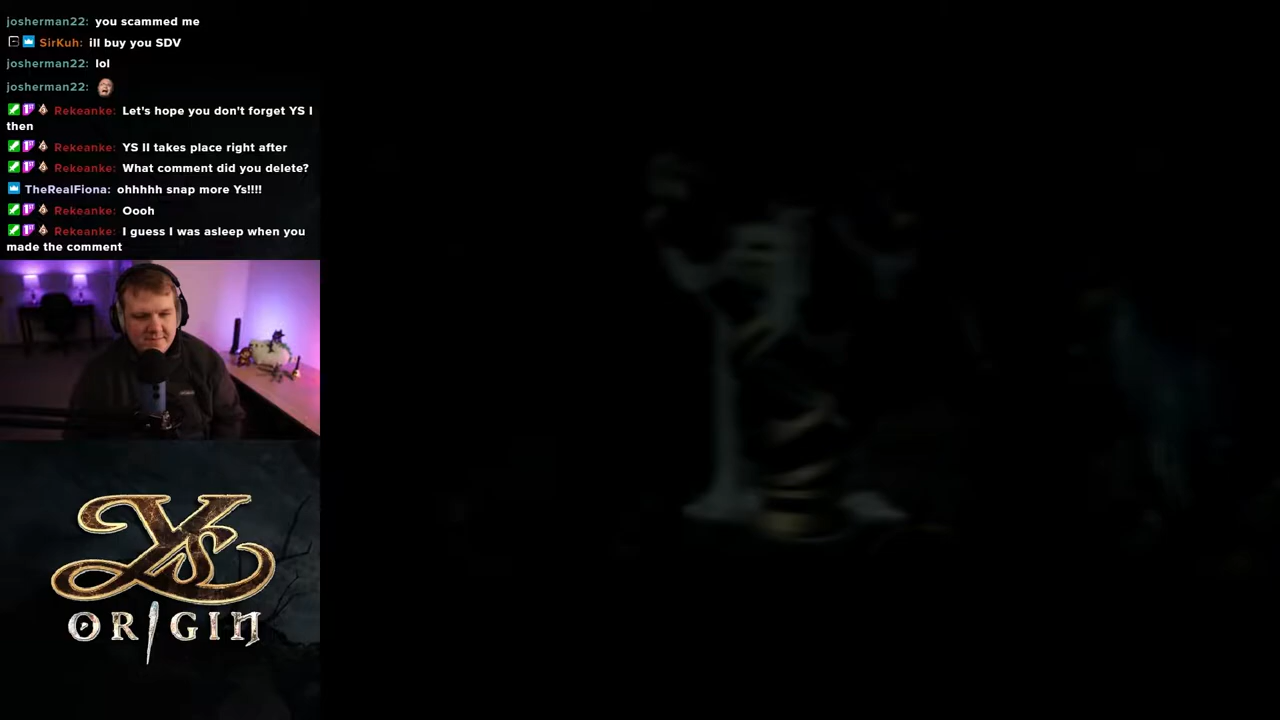 josherman22: you scammed me
SirKuh: ill buy you SDV
josherman22: lol
josherman22:
Rekeanke: Let's hope you don't forget YS I
then
Rekeanke: YS II takes place right after
Rekeanke: What comment did you delete?
TheRealFiona: ohhhhh snap more Ys!!!!
Rekeanke: Oooh
Rekeanke: I guess I was asleep when you
made the comment
Ys
ORIGIN